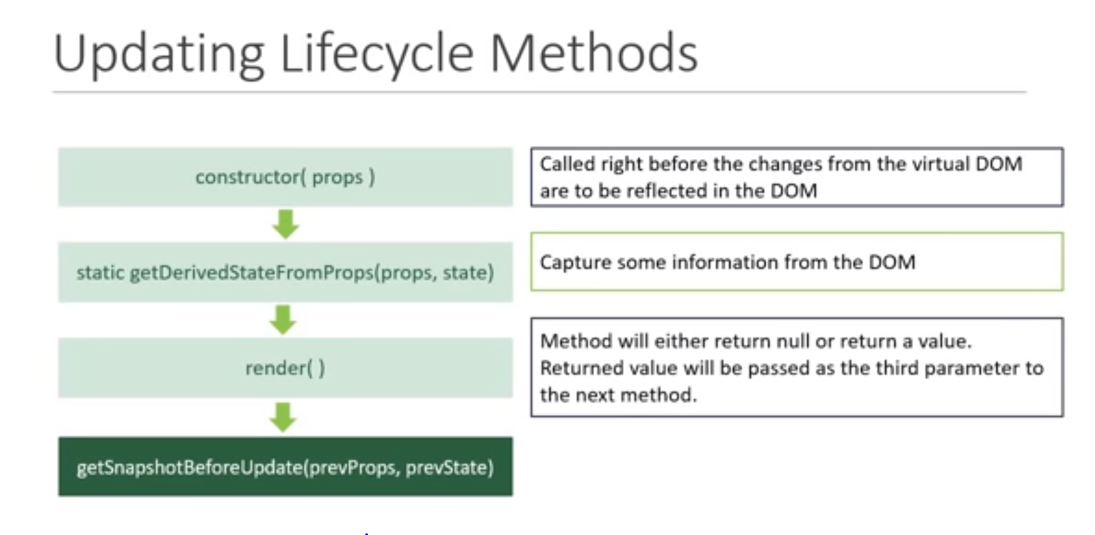 Updating Lifecycle Methods
constructor( props )
static getDerivedStateFromProps(props, state)
render( )
getSnapshotBeforeUpdate(prevProps, prevState)
Called right before the changes from the virtual DOM
are to be reflected in the DOM
Capture some information from the DOM
Method will either return null or return a value.
Returned value will be passed as the third parameter to
the next method.